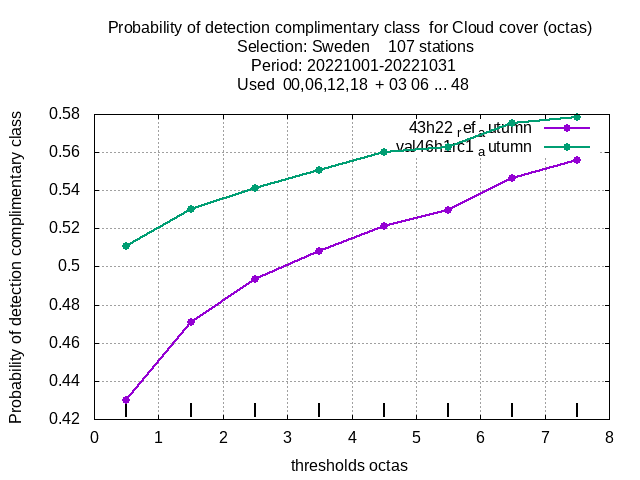 Probability of detection complimentary class  for Cloud cover (octas)
Selection: Sweden    107 stations
Period: 20221001-20221031
Used  00,06,12,18  + 03 06 ... 48
Probability of detection complimentary class
0.58
0.56
0.54
0.52
0.5
0.48
0.46
0.44
0.42
43h22 ref autumn
val46h1rc1 autumn
0 1 2 3 4 5 6 7 8
thresholds octas